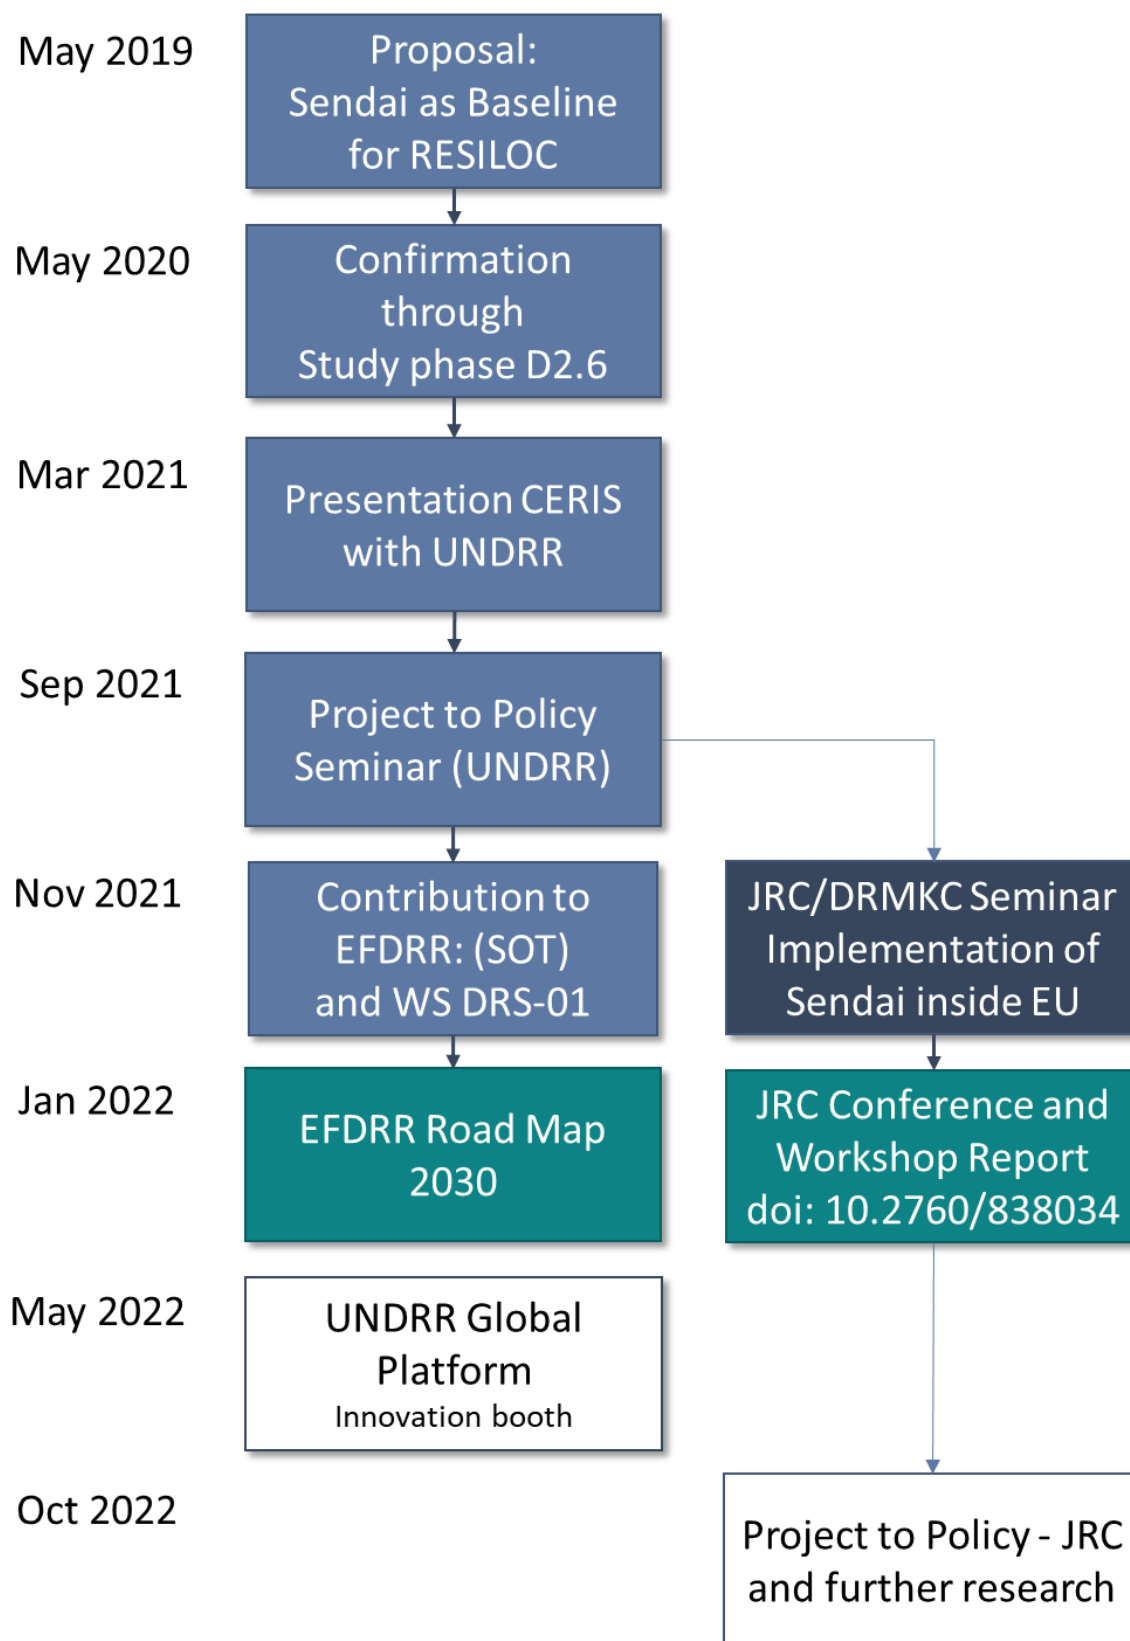 May 2019
Proposal:
Sendai as Baseline
for RESILOC
May 2020
Confirmation
through
Study phase D2.6
Mar 2021
Presentation CERIS
with UNDRR
Sep 2021
Project to Policy
Seminar (UNDRR)
Nov 2021
Contribution to
EFDRR: (SOT)
and WS DRS-01
JRC/DRMKC Seminar
Implementation of
Sendai inside EU
Jan 2022
EFDRR Road Map
2030
JRC Conference and
Workshop Report
doi: 10.2760/838034
May 2022
UNDRR Global
Platform
Innovation booth
Oct 2022
Project to Policy - JRC
and further research